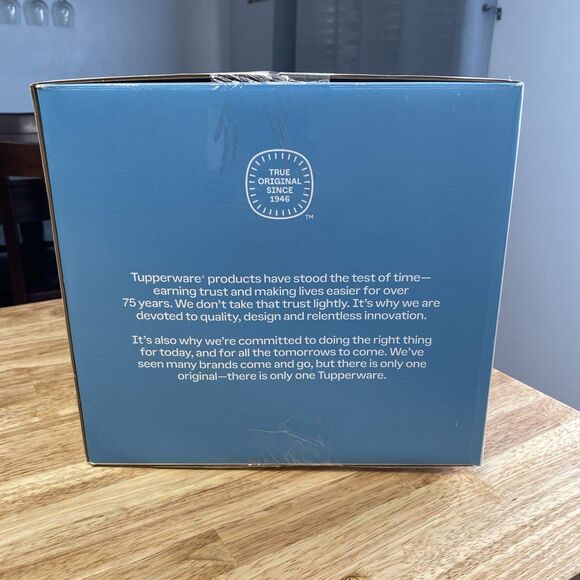 TRUE
ORIGINAL
SINCE
1946
TM
Tupperware® products have stood the test of time—
earning trust and making lives easier for over
75 years. We don't take that trust lightly. It's why we are
devoted to quality, design and relentless innovation.
It's also why we're committed to doing the right thing
for today, and for all the tomorrows to come. We've
seen many brands come and go, but there is only one
original—there is only one Tupperware.